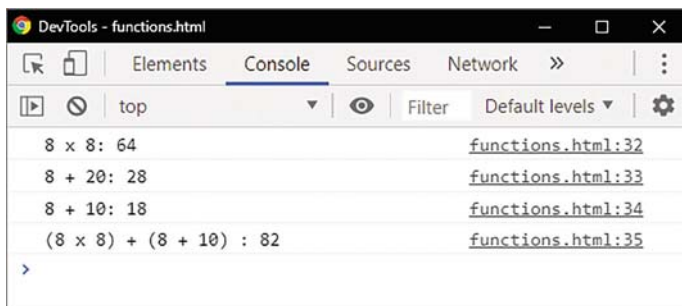 DevTools - functions.html
Elements Console Sources Network »
top Filter Default levels
8 x 8: 64 functions.html:32
8 + 20: 28 functions.html:33
8 + 10: 18 functions.html:34
(8 x 8) + (8 + 10) : 82 functions.html:35
>